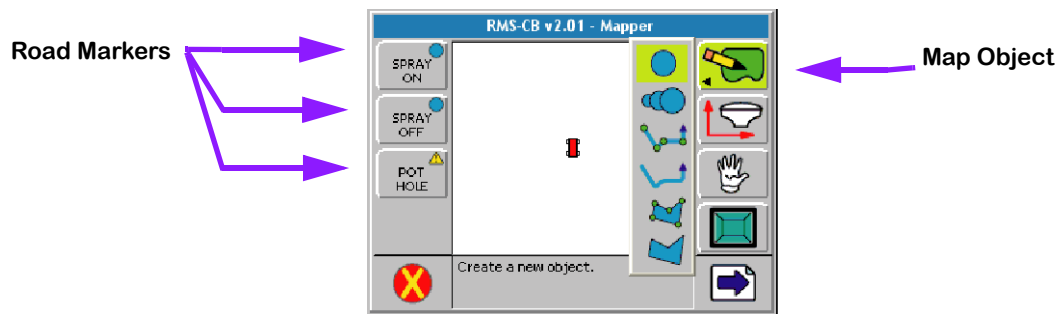 RMS-CB v2.01 - Mapper
Road Markers
SPRAY
ON
Map Object
SPRAY
OFF
POT
HOLE
Create a new object.